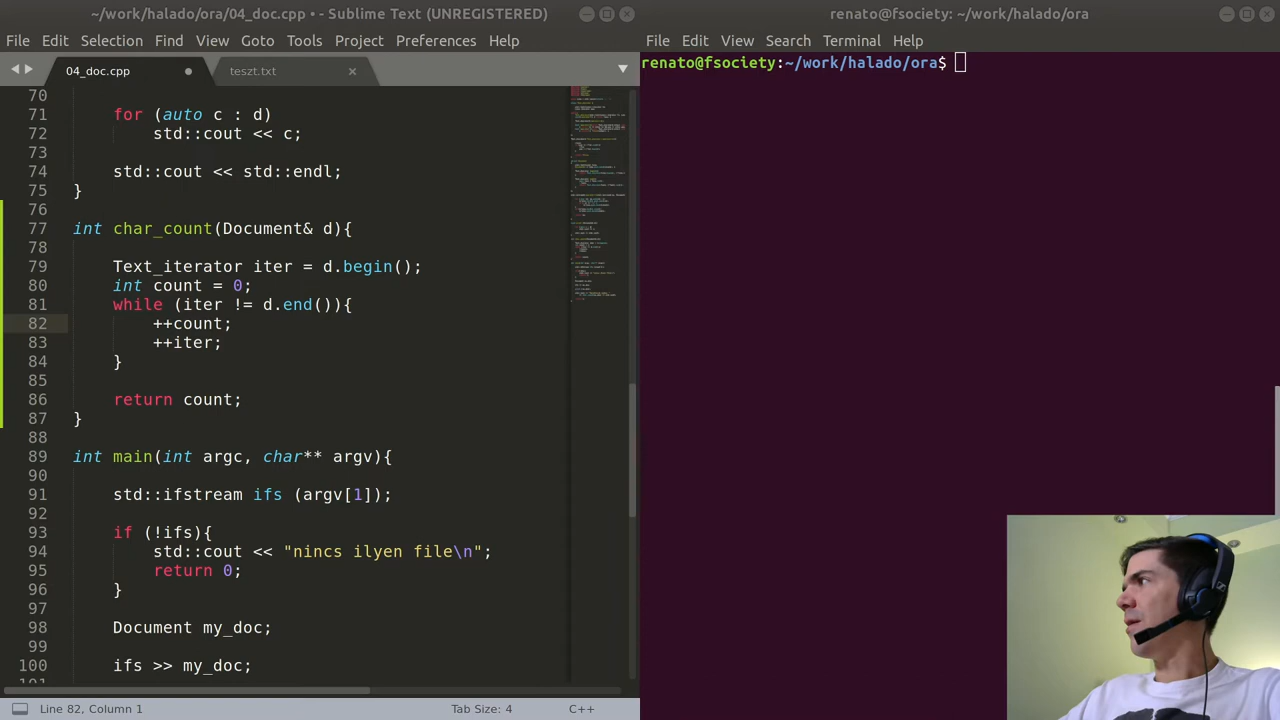 ~/work/halado/ora/04_doc.cpp • - Sublime Text (UNREGISTERED)
File Edit Selection Find View Goto Tools Project Preferences Help
04_doc.cpp
teszt.txt
70
71 for (auto c : d)
72 std::cout << c;
73
74 std::cout << std::endl;
75 }
76
77 int char_count(Document& d){
78
79 Text_iterator iter = d.begin();
80 int count = 0;
81 while (iter != d.end()){
82 ++count;
83 ++iter;
84 }
85
86 return count;
87 }
88
89 int main(int argc, char** argv){
90
91 std::ifstream ifs (argv[1]);
92
93 if (!ifs){
94 std::cout << "nincs ilyen file\n";
95 return 0;
96 }
97
98 Document my_doc;
99
100 ifs >> my_doc;
Line 82, Column 1
Tab Size: 4
C++
renato@fsociety: ~/work/halado/ora
File Edit View Search Terminal Help
renato@fsociety:~/work/halado/ora$